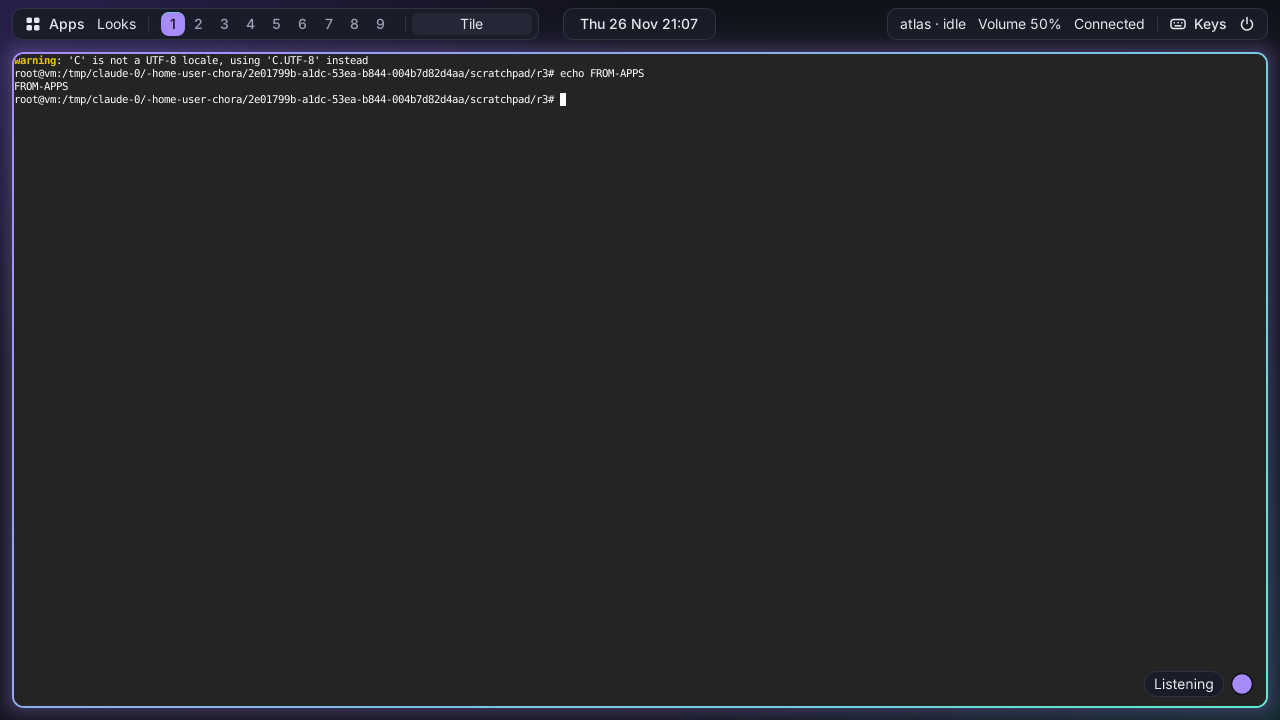 Apps Looks 1 2 3 4 5 6 7 8 9 Tile Thu 26 Nov 21:07 atlas · idle Volume 50% Connected Keys
warning: 'C' is not a UTF-8 locale, using 'C.UTF-8' instead
root@vm:/tmp/claude-0/-home-user-chora/2e01799b-a1dc-53ea-b844-004b7d82d4aa/scratchpad/r3# echo FROM-APPS
FROM-APPS
root@vm:/tmp/claude-0/-home-user-chora/2e01799b-a1dc-53ea-b844-004b7d82d4aa/scratchpad/r3#
Listening